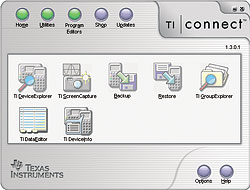 Home Utilities Program Editors Shop Updates
TI connect™
1.3.0.1
TI DeviceExplorer TI ScreenCapture Backup Restore TI GroupExplorer
TI DataEditor TI DeviceInfo
TEXAS INSTRUMENTS
Options Help